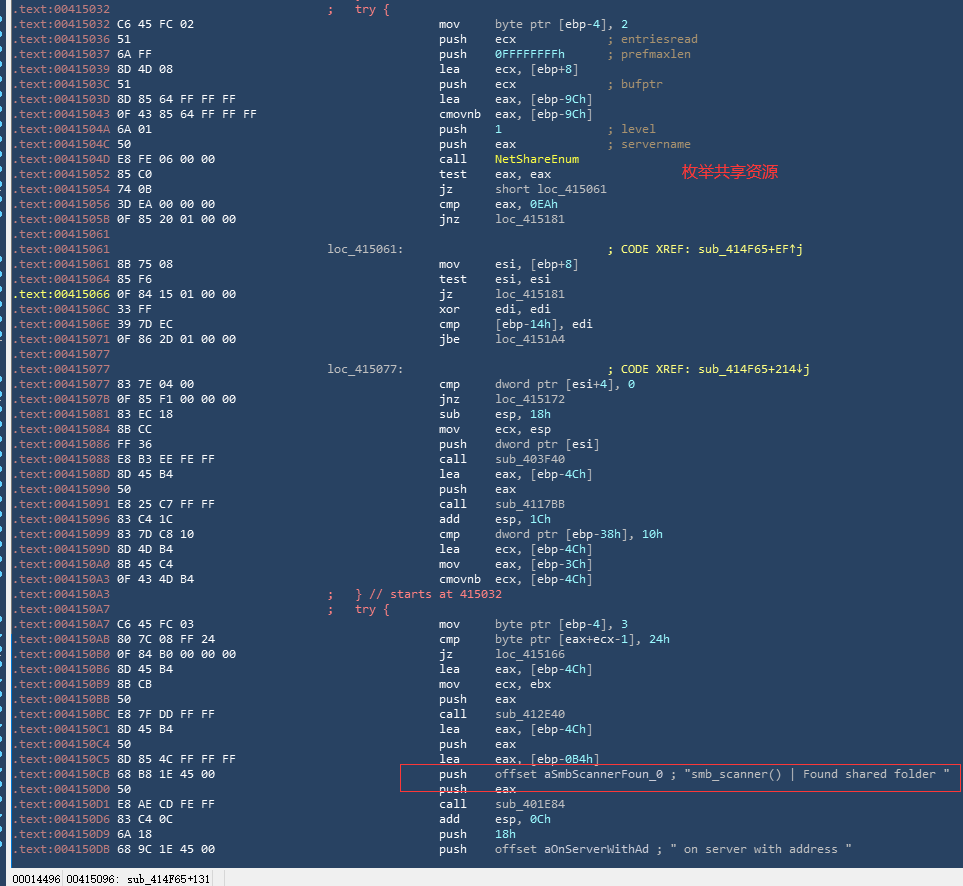 .text:00415032 ;   try {
.text:00415032 C6 45 FC 02 mov byte ptr [ebp-4], 2
.text:00415036 51 push ecx ; entriesread
.text:00415037 6A FF push 0FFFFFFFFh ; prefmaxlen
.text:00415039 8D 4D 08 lea ecx, [ebp+8]
.text:0041503C 51 push ecx ; bufptr
.text:0041503D 8D 85 64 FF FF FF lea eax, [ebp-9Ch]
.text:00415043 0F 43 85 64 FF FF FF cmovnb eax, [ebp-9Ch]
.text:0041504A 6A 01 push 1 ; level
.text:0041504C 50 push eax ; servername
.text:0041504D E8 FE 06 00 00 call NetShareEnum
.text:00415052 85 C0 test eax, eax
枚举共享资源
.text:00415054 74 0B jz short loc_415061
.text:00415056 3D EA 00 00 00 cmp eax, 0EAh
.text:0041505B 0F 85 20 01 00 00 jnz loc_415181
.text:00415061
.text:00415061 loc_415061: ; CODE XREF: sub_414F65+EF↑j
.text:00415061 8B 75 08 mov esi, [ebp+8]
.text:00415064 85 F6 test esi, esi
.text:00415066 0F 84 15 01 00 00 jz loc_415181
.text:0041506C 33 FF xor edi, edi
.text:0041506E 39 7D EC cmp [ebp-14h], edi
.text:00415071 0F 86 2D 01 00 00 jbe loc_4151A4
.text:00415077
.text:00415077 loc_415077: ; CODE XREF: sub_414F65+214↓j
.text:00415077 83 7E 04 00 cmp dword ptr [esi+4], 0
.text:0041507B 0F 85 F1 00 00 00 jnz loc_415172
.text:00415081 83 EC 18 sub esp, 18h
.text:00415084 8B CC mov ecx, esp
.text:00415086 FF 36 push dword ptr [esi]
.text:00415088 E8 B3 EE FE FF call sub_403F40
.text:0041508D 8D 45 B4 lea eax, [ebp-4Ch]
.text:00415090 50 push eax
.text:00415091 E8 25 C7 FF FF call sub_4117BB
.text:00415096 83 C4 1C add esp, 1Ch
.text:00415099 83 7D C8 10 cmp dword ptr [ebp-38h], 10h
.text:0041509D 8D 4D B4 lea ecx, [ebp-4Ch]
.text:004150A0 8B 45 C4 mov eax, [ebp-3Ch]
.text:004150A3 0F 43 4D B4 cmovnb ecx, [ebp-4Ch]
.text:004150A3 ;   } // starts at 415032
.text:004150A7 ;   try {
.text:004150A7 C6 45 FC 03 mov byte ptr [ebp-4], 3
.text:004150AB 80 7C 08 FF 24 cmp byte ptr [eax+ecx-1], 24h
.text:004150B0 0F 84 B0 00 00 00 jz loc_415166
.text:004150B6 8D 45 B4 lea eax, [ebp-4Ch]
.text:004150B9 8B CB mov ecx, ebx
.text:004150BB 50 push eax
.text:004150BC E8 7F DD FF FF call sub_412E40
.text:004150C1 8D 45 B4 lea eax, [ebp-4Ch]
.text:004150C4 50 push eax
.text:004150C5 8D 85 4C FF FF FF lea eax, [ebp-0B4h]
.text:004150CB 68 B8 1E 45 00 push offset aSmbScannerFoun_0 ; "smb_scanner() | Found shared folder "
.text:004150D0 50 push eax
.text:004150D1 E8 AE CD FE FF call sub_401E84
.text:004150D6 83 C4 0C add esp, 0Ch
.text:004150D9 6A 18 push 18h
.text:004150DB 68 9C 1E 45 00 push offset aOnServerWithAd ; " on server with address "
00014496 00415096: sub_414F65+131